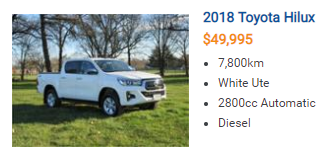 2018 Toyota Hilux
$49,995
• 7,800km
• White Ute
• 2800cc Automatic
• Diesel